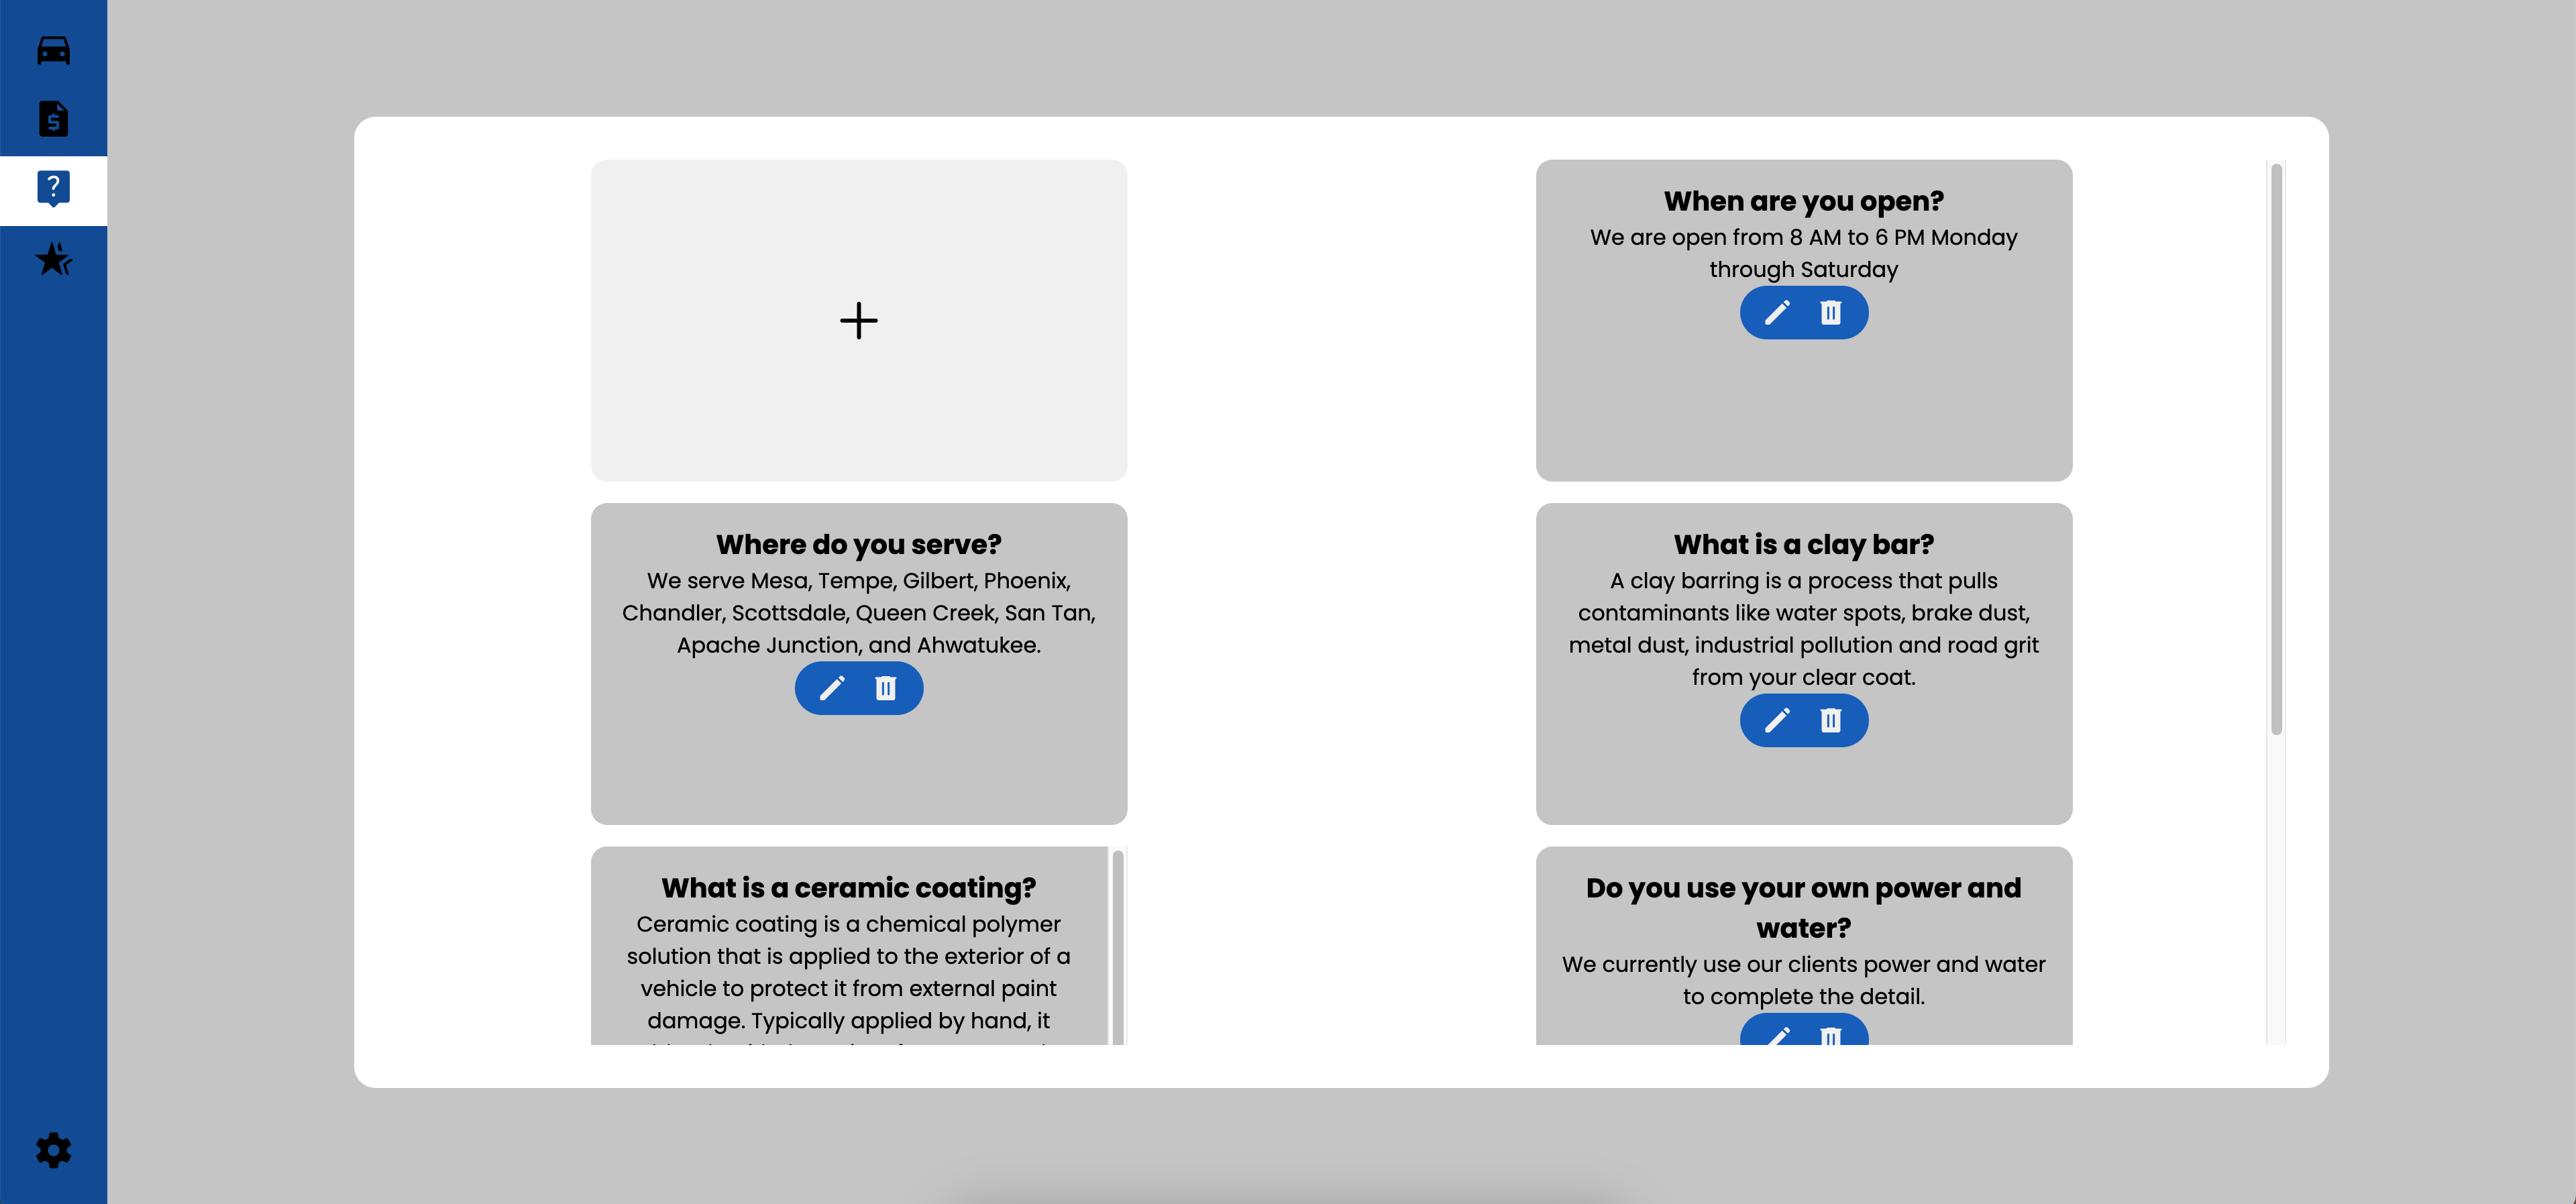 When are you open?
We are open from 8 AM to 6 PM Monday
through Saturday
Where do you serve?
We serve Mesa, Tempe, Gilbert, Phoenix,
Chandler, Scottsdale, Queen Creek, San Tan,
Apache Junction, and Ahwatukee.
What is a clay bar?
A clay barring is a process that pulls
contaminants like water spots, brake dust,
metal dust, industrial pollution and road grit
from your clear coat.
What is a ceramic coating?
Ceramic coating is a chemical polymer
solution that is applied to the exterior of a
vehicle to protect it from external paint
damage. Typically applied by hand, it
Do you use your own power and
water?
We currently use our clients power and water
to complete the detail.